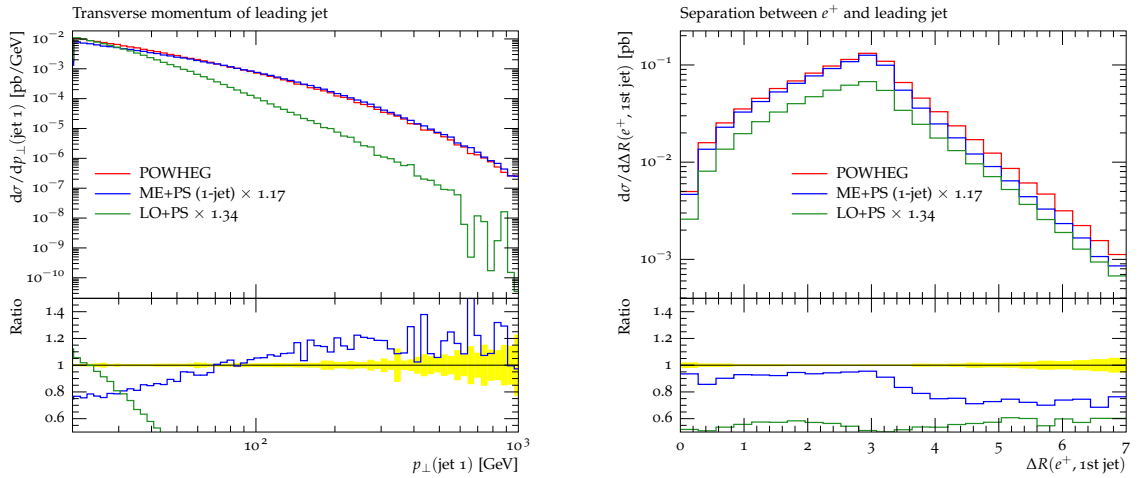 Transverse momentum of leading jet
dσ/dp⊥(jet 1) [pb/GeV]
10⁻²
10⁻³
10⁻⁴
10⁻⁵
10⁻⁶
10⁻⁷
10⁻⁸
10⁻⁹
10⁻¹⁰
POWHEG
ME+PS (1-jet) × 1.17
LO+PS × 1.34
Ratio
1.4
1.2
1
0.8
0.6
10²
10³
p⊥(jet 1) [GeV]
Separation between e⁺ and leading jet
dσ/dΔR(e⁺, 1st jet) [pb]
10⁻¹
10⁻²
10⁻³
POWHEG
ME+PS (1-jet) × 1.17
LO+PS × 1.34
Ratio
1.4
1.2
1
0.8
0.6
0 1 2 3 4 5 6 7
ΔR(e⁺, 1st jet)